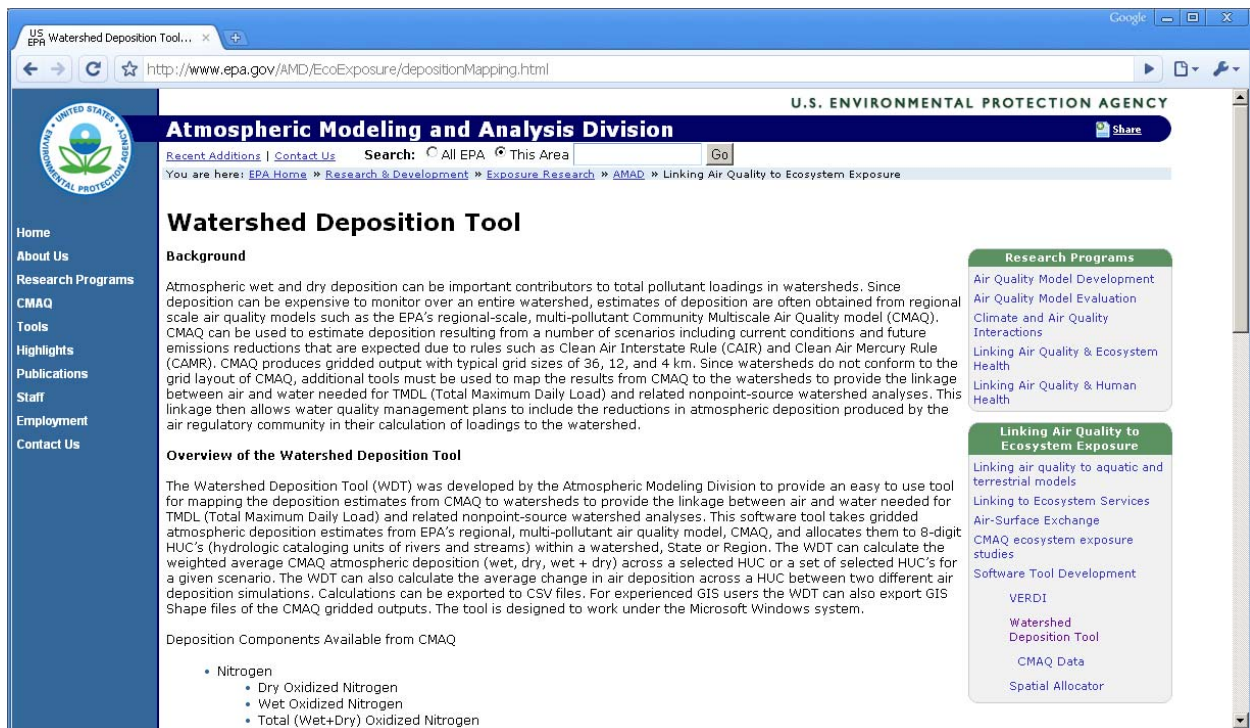 Google
US EPA Watershed Deposition Tool...
http://www.epa.gov/AMD/EcoExposure/depositionMapping.html
UNITED STATES
ENVIRONMENTAL PROTECTION AGENCY
U.S. ENVIRONMENTAL PROTECTION AGENCY
Atmospheric Modeling and Analysis Division
Share
Recent Additions | Contact Us Search: All EPA This Area Go
You are here: EPA Home » Research & Development » Exposure Research » AMAD » Linking Air Quality to Ecosystem Exposure
Home
About Us
Research Programs
CMAQ
Tools
Highlights
Publications
Staff
Employment
Contact Us
Watershed Deposition Tool
Background
Atmospheric wet and dry deposition can be important contributors to total pollutant loadings in watersheds. Since
deposition can be expensive to monitor over an entire watershed, estimates of deposition are often obtained from regional
scale air quality models such as the EPA's regional-scale, multi-pollutant Community Multiscale Air Quality model (CMAQ).
CMAQ can be used to estimate deposition resulting from a number of scenarios including current conditions and future
emissions reductions that are expected due to rules such as Clean Air Interstate Rule (CAIR) and Clean Air Mercury Rule
(CAMR). CMAQ produces gridded output with typical grid sizes of 36, 12, and 4 km. Since watersheds do not conform to the
grid layout of CMAQ, additional tools must be used to map the results from CMAQ to the watersheds to provide the linkage
between air and water needed for TMDL (Total Maximum Daily Load) and related nonpoint-source watershed analyses. This
linkage then allows water quality management plans to include the reductions in atmospheric deposition produced by the
air regulatory community in their calculation of loadings to the watershed.
Overview of the Watershed Deposition Tool
The Watershed Deposition Tool (WDT) was developed by the Atmospheric Modeling Division to provide an easy to use tool
for mapping the deposition estimates from CMAQ to watersheds to provide the linkage between air and water needed for
TMDL (Total Maximum Daily Load) and related nonpoint-source watershed analyses. This software tool takes gridded
atmospheric deposition estimates from EPA's regional, multi-pollutant air quality model, CMAQ, and allocates them to 8-digit
HUC's (hydrologic cataloging units of rivers and streams) within a watershed, State or Region. The WDT can calculate the
weighted average CMAQ atmospheric deposition (wet, dry, wet + dry) across a selected HUC or a set of selected HUC's for
a given scenario. The WDT can also calculate the average change in air deposition across a HUC between two different air
deposition simulations. Calculations can be exported to CSV files. For experienced GIS users the WDT can also export GIS
Shape files of the CMAQ gridded outputs. The tool is designed to work under the Microsoft Windows system.
Deposition Components Available from CMAQ
• Nitrogen
• Dry Oxidized Nitrogen
• Wet Oxidized Nitrogen
• Total (Wet+Dry) Oxidized Nitrogen
Research Programs
Air Quality Model Development
Air Quality Model Evaluation
Climate and Air Quality
Interactions
Linking Air Quality & Ecosystem
Health
Linking Air Quality & Human
Health
Linking Air Quality to
Ecosystem Exposure
Linking air quality to aquatic and
terrestrial models
Linking to Ecosystem Services
Air-Surface Exchange
CMAQ ecosystem exposure
studies
Software Tool Development
VERDI
Watershed
Deposition Tool
CMAQ Data
Spatial Allocator